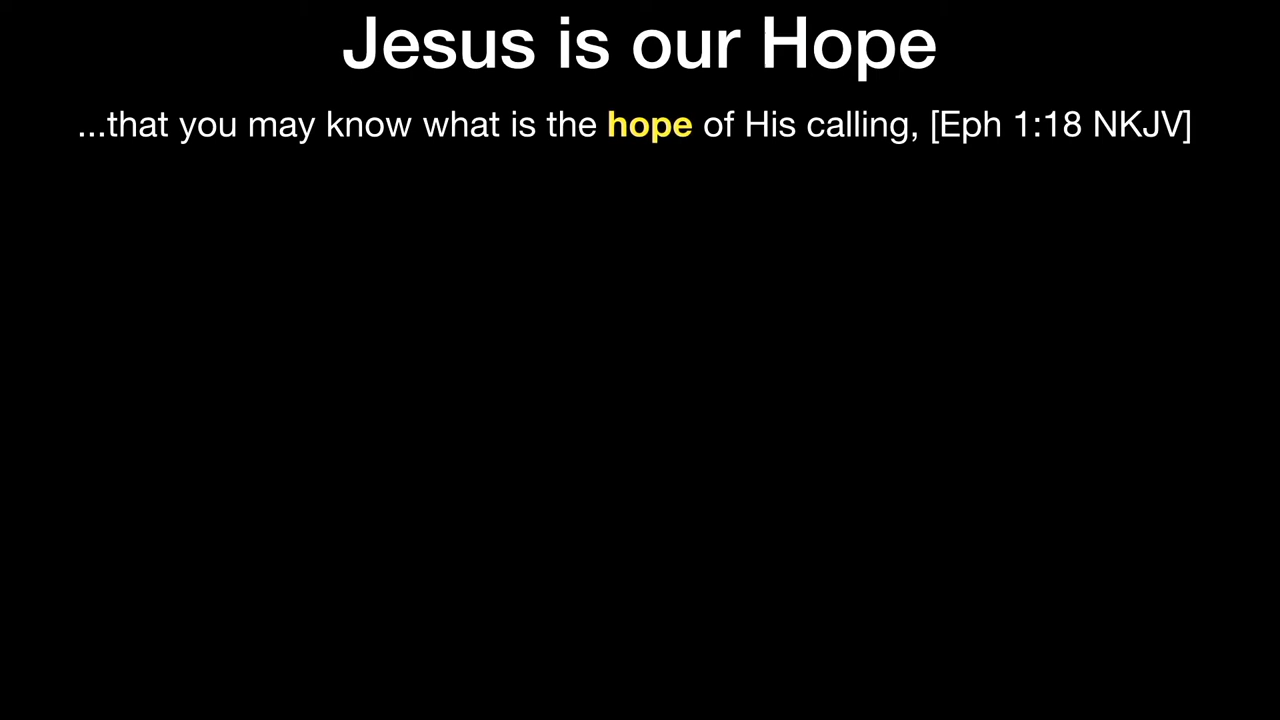 Jesus is our Hope
...that you may know what is the hope of His calling, [Eph 1:18 NKJV]